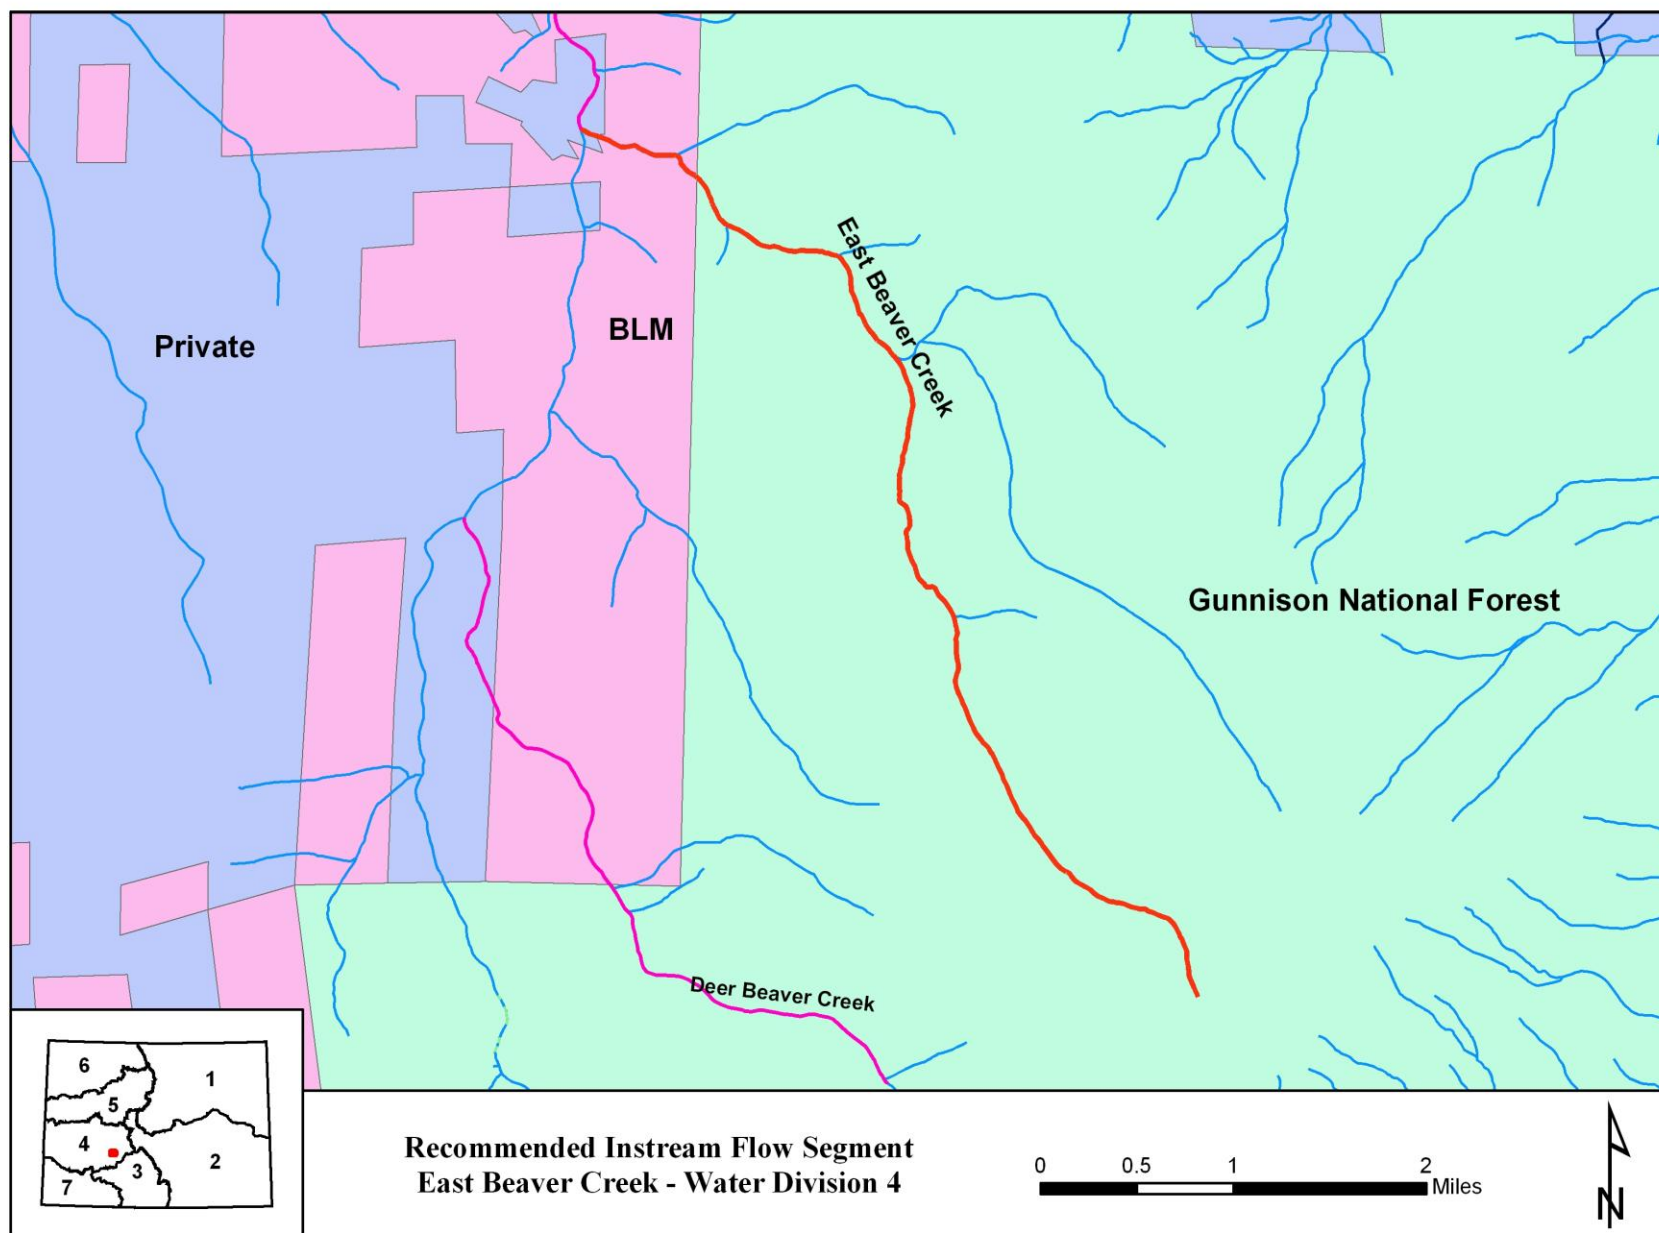 East Beaver Creek
Private
BLM
Gunnison National Forest
Deer Beaver Creek
6
1
5
4
2
3
7
Recommended Instream Flow Segment
East Beaver Creek - Water Division 4
0 0.5 1 2
Miles
N